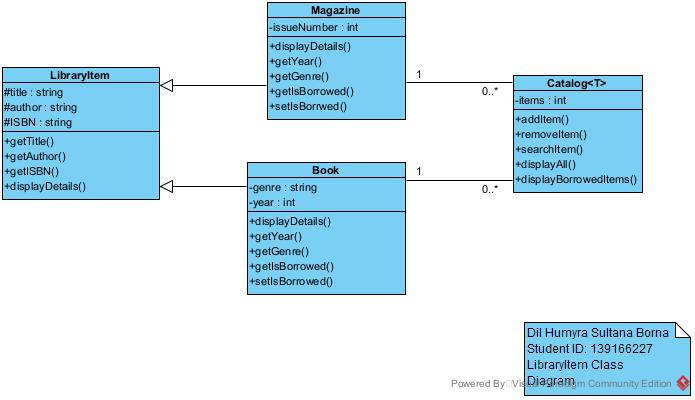 Magazine
-issueNumber : int
+displayDetails()
+getYear()
+getGenre()
+getIsBorrowed()
+setIsBorrwed()
LibraryItem
#title : string
#author : string
#ISBN : string
+getTitle()
+getAuthor()
+getISBN()
+displayDetails()
1
0..*
Catalog<T>
-items : int
+addItem()
+removeItem()
+searchItem()
+displayAll()
+displayBorrowedItems()
Book
-genre : string
-year : int
+displayDetails()
+getYear()
+getGenre()
+getIsBorrowed()
+setIsBorrowed()
1
0..*
Dil Humyra Sultana Borna
Student ID: 139166227
LibraryItem Class
Diagram
Powered By Visual Paradigm Community Edition